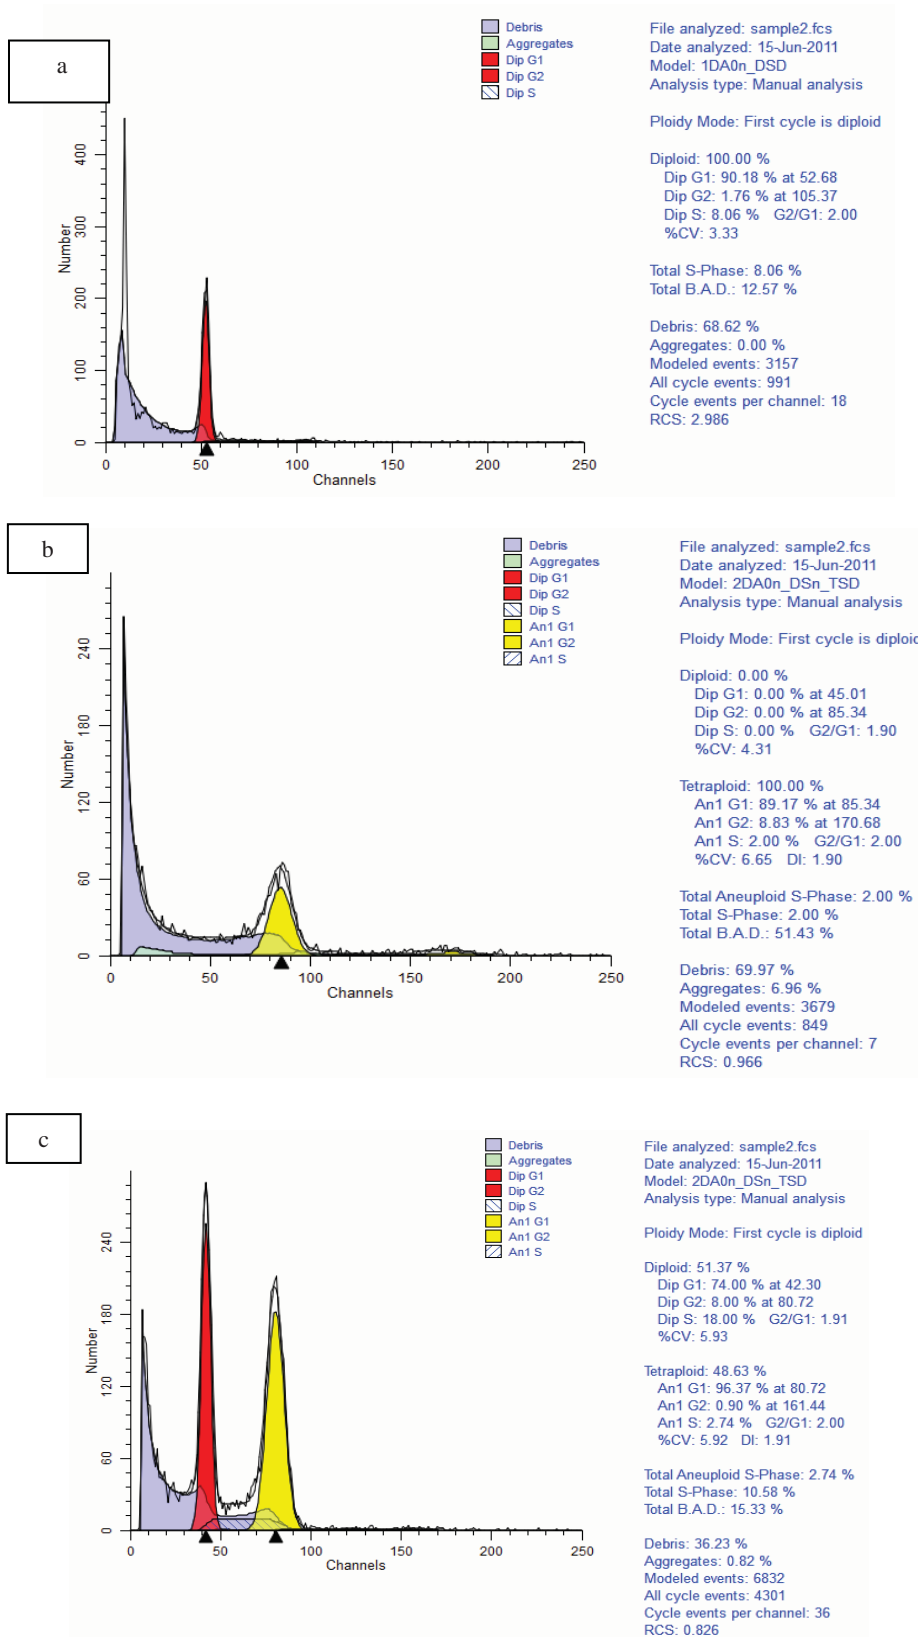 a
Debris
Aggregates
Dip G1
Dip G2
Dip S
File analyzed: sample2.fcs
Date analyzed: 15-Jun-2011
Model: 1DA0n_DSD
Analysis type: Manual analysis
Ploidy Mode: First cycle is diploid
Diploid: 100.00 %
Dip G1: 90.18 % at 52.68
Dip G2: 1.76 % at 105.37
Dip S: 8.06 % G2/G1: 2.00
%CV: 3.33
Total S-Phase: 8.06 %
Total B.A.D.: 12.57 %
Debris: 68.62 %
Aggregates: 0.00 %
Modeled events: 3157
All cycle events: 991
Cycle events per channel: 18
RCS: 2.986
Number
400
300
200
100
0
0 50 100 150 200 250
Channels
b
Debris
Aggregates
Dip G1
Dip G2
Dip S
An1 G1
An1 G2
An1 S
File analyzed: sample2.fcs
Date analyzed: 15-Jun-2011
Model: 2DA0n_DSn_TSD
Analysis type: Manual analysis
Ploidy Mode: First cycle is diploid
Diploid: 0.00 %
Dip G1: 0.00 % at 45.01
Dip G2: 0.00 % at 85.34
Dip S: 0.00 % G2/G1: 1.90
%CV: 4.31
Tetraploid: 100.00 %
An1 G1: 89.17 % at 85.34
An1 G2: 8.83 % at 170.68
An1 S: 2.00 % G2/G1: 2.00
%CV: 6.65 DI: 1.90
Total Aneuploid S-Phase: 2.00 %
Total S-Phase: 2.00 %
Total B.A.D.: 51.43 %
Debris: 69.97 %
Aggregates: 6.96 %
Modeled events: 3679
All cycle events: 849
Cycle events per channel: 7
RCS: 0.966
Number
240
180
120
60
0
0 50 100 150 200 250
Channels
c
Debris
Aggregates
Dip G1
Dip G2
Dip S
An1 G1
An1 G2
An1 S
File analyzed: sample2.fcs
Date analyzed: 15-Jun-2011
Model: 2DA0n_DSn_TSD
Analysis type: Manual analysis
Ploidy Mode: First cycle is diploid
Diploid: 51.37 %
Dip G1: 74.00 % at 42.30
Dip G2: 8.00 % at 80.72
Dip S: 18.00 % G2/G1: 1.91
%CV: 5.93
Tetraploid: 48.63 %
An1 G1: 96.37 % at 80.72
An1 G2: 0.90 % at 161.44
An1 S: 2.74 % G2/G1: 2.00
%CV: 5.92 DI: 1.91
Total Aneuploid S-Phase: 2.74 %
Total S-Phase: 10.58 %
Total B.A.D.: 15.33 %
Debris: 36.23 %
Aggregates: 0.82 %
Modeled events: 6832
All cycle events: 4301
Cycle events per channel: 36
RCS: 0.826
Number
240
180
120
60
0
0 50 100 150 200 250
Channels